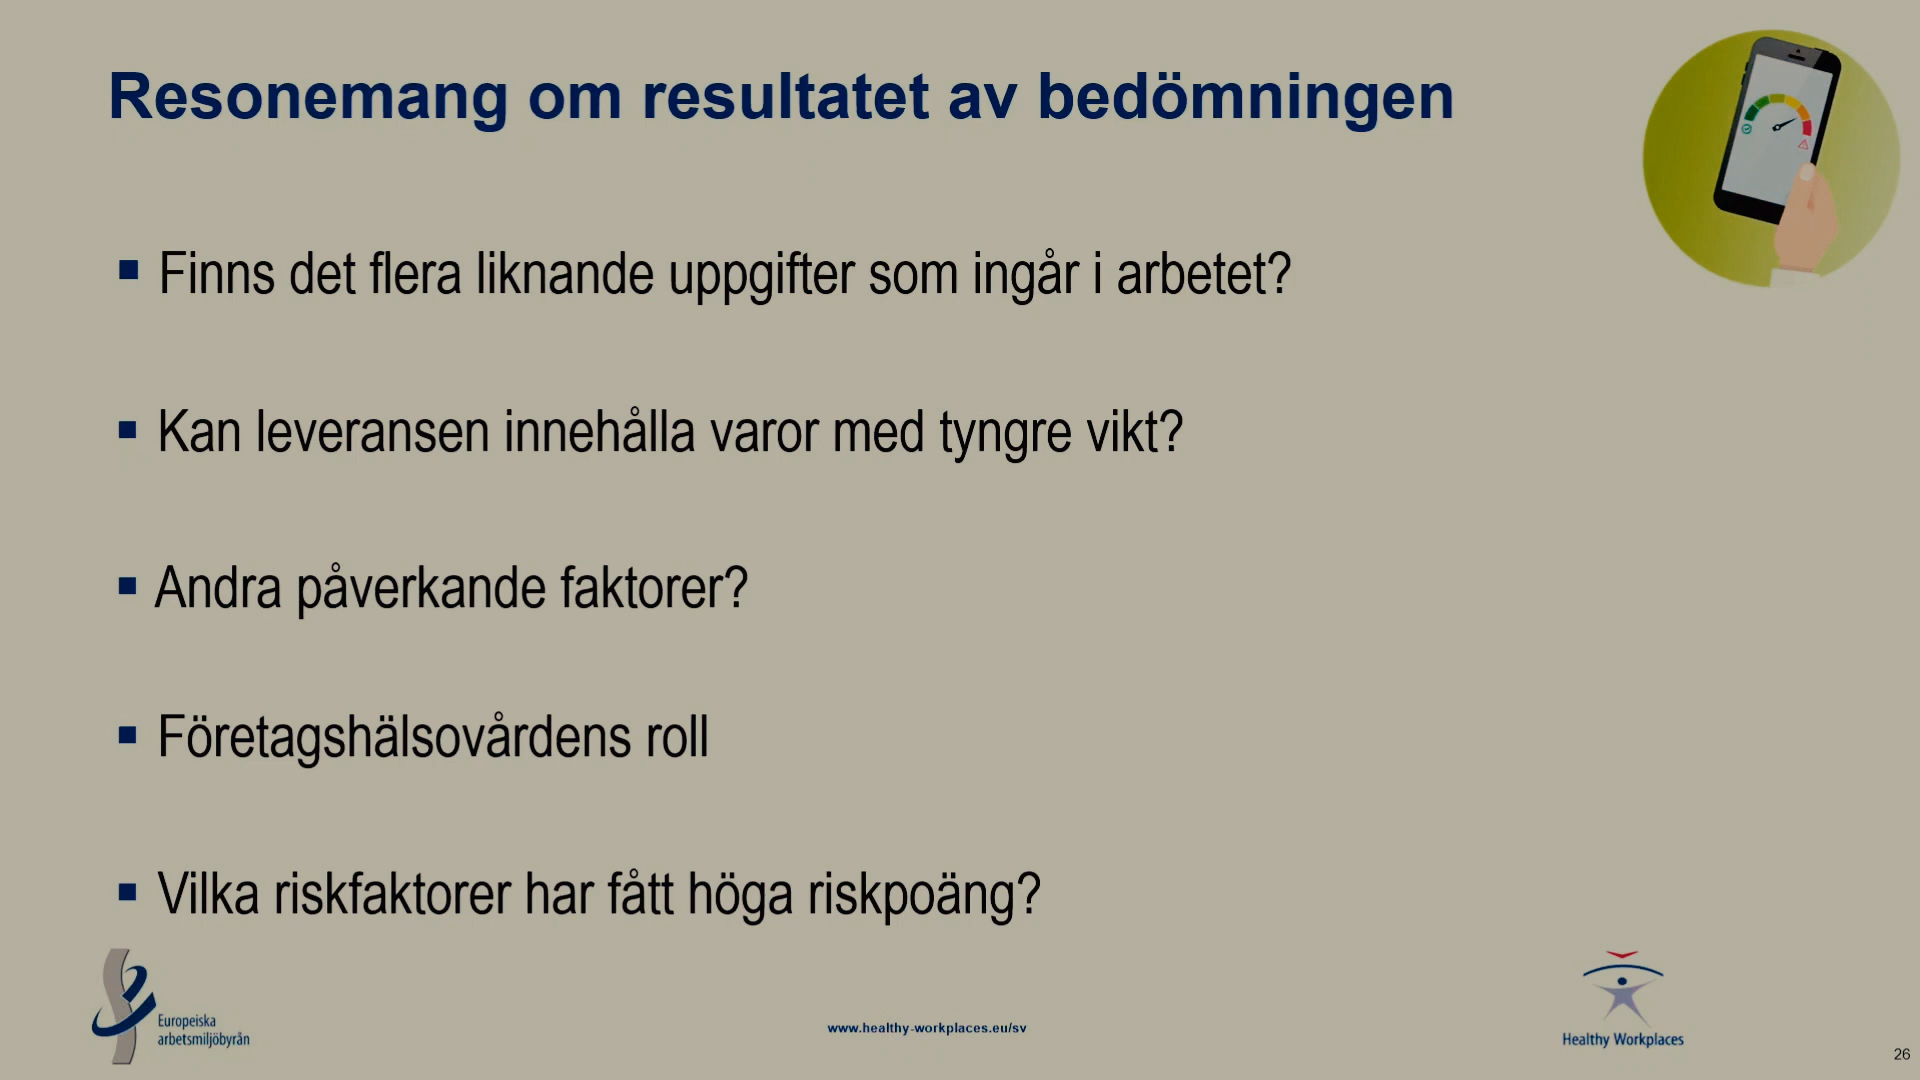 Resonemang om resultatet av bedömningen
Finns det flera liknande uppgifter som ingår i arbetet?
Kan leveransen innehålla varor med tyngre vikt?
Andra påverkande faktorer?
Företagshälsovårdens roll
Vilka riskfaktorer har fått höga riskpoäng?
Europeiska
arbetsmiljöbyrån
www.healthy-workplaces.eu/sv
Healthy Workplaces
26